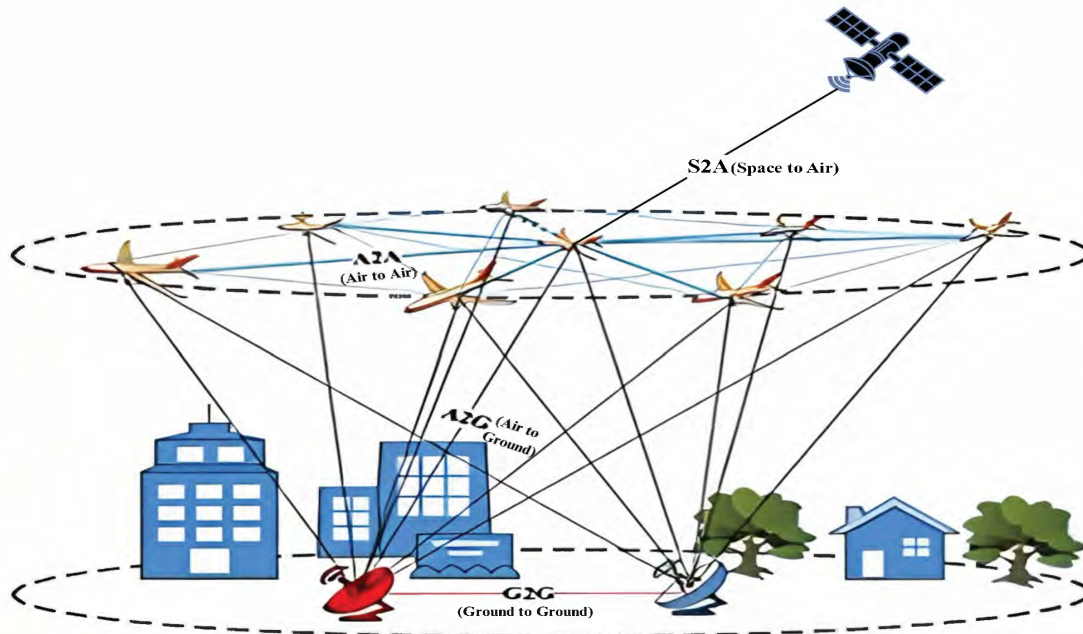 S2A (Space to Air)
A2A
(Air to Air)
A2G (Air to
Ground)
G2G
(Ground to Ground)